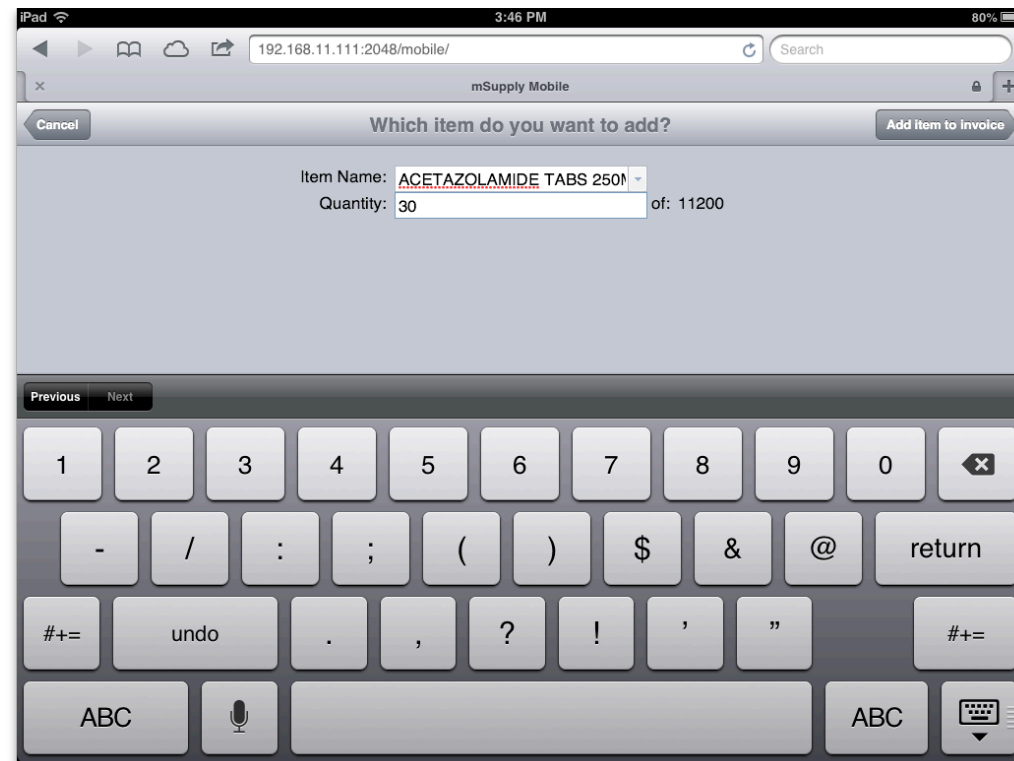 iPad 3:46 PM 80%
192.168.11.111:2048/mobile/ Search
× mSupply Mobile +
Cancel Which item do you want to add? Add item to invoice
Item Name: ACETAZOLAMIDE TABS 250M
Quantity: 30 of: 11200
Previous Next
1 2 3 4 5 6 7 8 9 0
- / : ; ( ) $ & @ return
#+= undo . , ? ! ' " #+=
ABC ABC